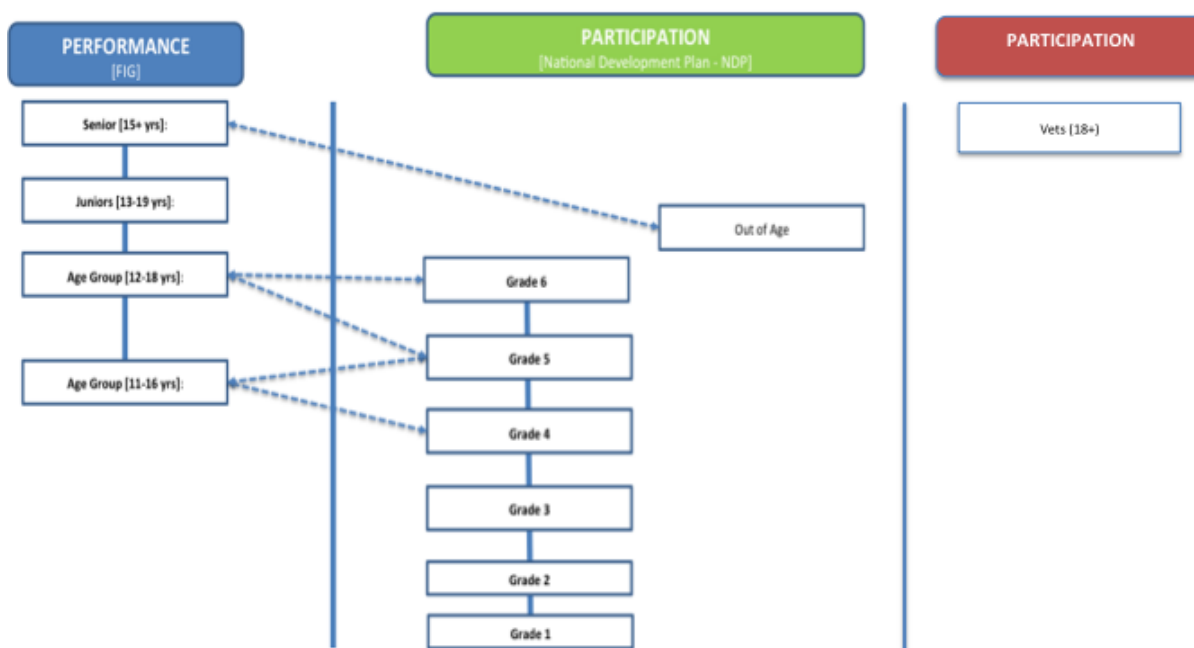 PERFORMANCE
[FIG]
Senior [15+ yrs]:
Juniors [13-19 yrs]:
Age Group [12-18 yrs]:
Age Group [11-16 yrs]:
PARTICIPATION
[National Development Plan - NDP]
Out of Age
Grade 6
Grade 5
Grade 4
Grade 3
Grade 2
Grade 1
PARTICIPATION
Vets (18+)